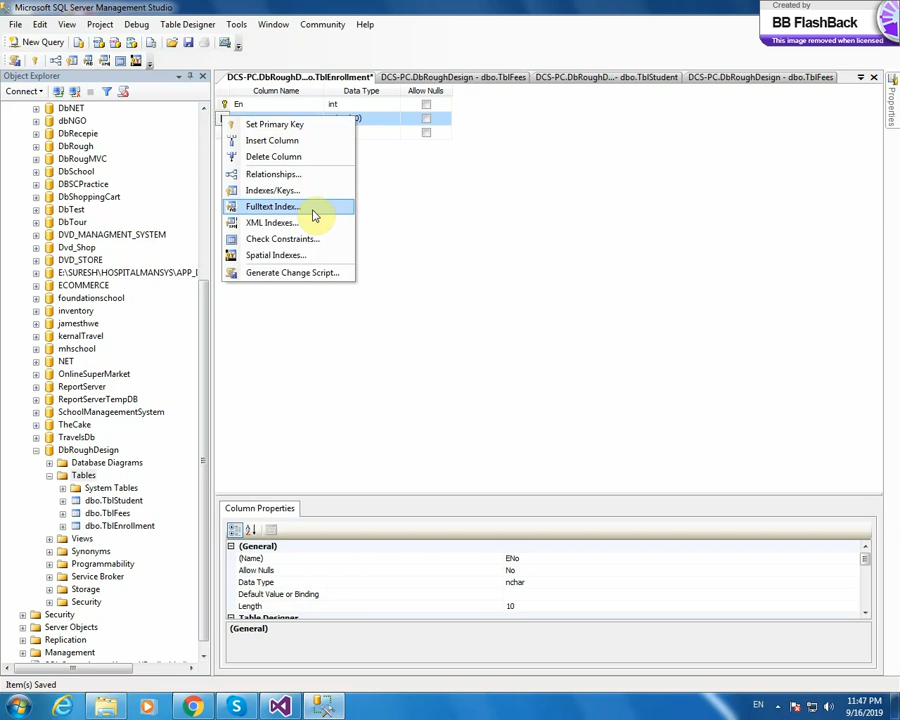 Microsoft SQL Server Management Studio
Created by
BB FlashBack
This image removed when licensed
File Edit View Project Debug Table Designer Tools Window Community Help
New Query
Object Explorer
DCS-PC.DbRoughD...o.TblEnrollment* DCS-PC.DbRoughDesign - dbo.TblFees DCS-PC.DbRoughD...- dbo.TblStudent DCS-PC.DbRoughDesign - dbo.TblFees
Connect
Column Name Data Type Allow Nulls
En int
Set Primary Key
Insert Column
Delete Column
Relationships...
Indexes/Keys...
Fulltext Index...
XML Indexes...
Check Constraints...
Spatial Indexes...
Generate Change Script...
Properties
DbNET
dbNGO
DbRecepie
DbRough
DbRougMVC
DbSchool
DBSCPractice
DbShoppingCart
DbTest
DbTour
DVD_MANAGMENT_SYSTEM
Dvd_Shop
DVD_STORE
E:\SURESH\HOSPITALMANSYS\APP_D
ECOMMERCE
foundationschool
inventory
jamesthwe
kernalTravel
mhschool
NET
OnlineSuperMarket
ReportServer
ReportServerTempDB
SchoolManageementSystem
TheCake
TravelsDb
DbRoughDesign
Database Diagrams
Tables
System Tables
dbo.TblStudent
dbo.TblFees
dbo.TblEnrollment
Views
Synonyms
Programmability
Service Broker
Storage
Security
Security
Server Objects
Replication
Management
Column Properties
(General)
(Name) ENo
Allow Nulls No
Data Type nchar
Default Value or Binding
Length 10
Table Designer
(General)
Item(s) Saved
EN
11:47 PM
9/16/2019